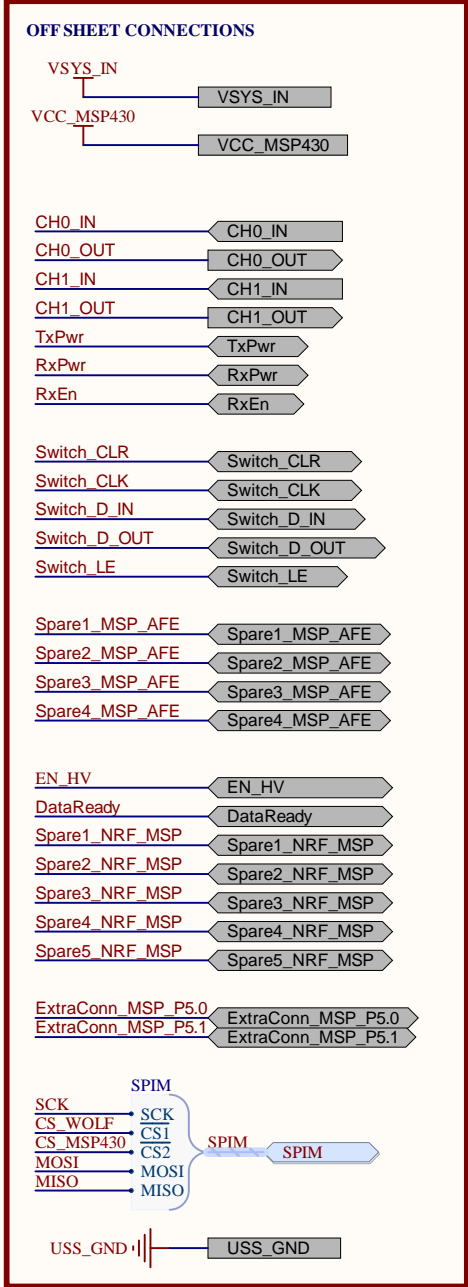 OFF SHEET CONNECTIONS
VSYS_IN
VSYS_IN
VCC_MSP430
VCC_MSP430
CH0_IN CH0_IN
CH0_OUT CH0_OUT
CH1_IN CH1_IN
CH1_OUT CH1_OUT
TxPwr TxPwr
RxPwr RxPwr
RxEn RxEn
Switch_CLR Switch_CLR
Switch_CLK Switch_CLK
Switch_D_IN Switch_D_IN
Switch_D_OUT Switch_D_OUT
Switch_LE Switch_LE
Spare1_MSP_AFE Spare1_MSP_AFE
Spare2_MSP_AFE Spare2_MSP_AFE
Spare3_MSP_AFE Spare3_MSP_AFE
Spare4_MSP_AFE Spare4_MSP_AFE
EN_HV EN_HV
DataReady DataReady
Spare1_NRF_MSP Spare1_NRF_MSP
Spare2_NRF_MSP Spare2_NRF_MSP
Spare3_NRF_MSP Spare3_NRF_MSP
Spare4_NRF_MSP Spare4_NRF_MSP
Spare5_NRF_MSP Spare5_NRF_MSP
ExtraConn_MSP_P5.0 ExtraConn_MSP_P5.0
ExtraConn_MSP_P5.1 ExtraConn_MSP_P5.1
SPIM
SCK SCK
CS_WOLF CS1
CS_MSP430 CS2 SPIM SPIM
MOSI MOSI
MISO MISO
USS_GND USS_GND